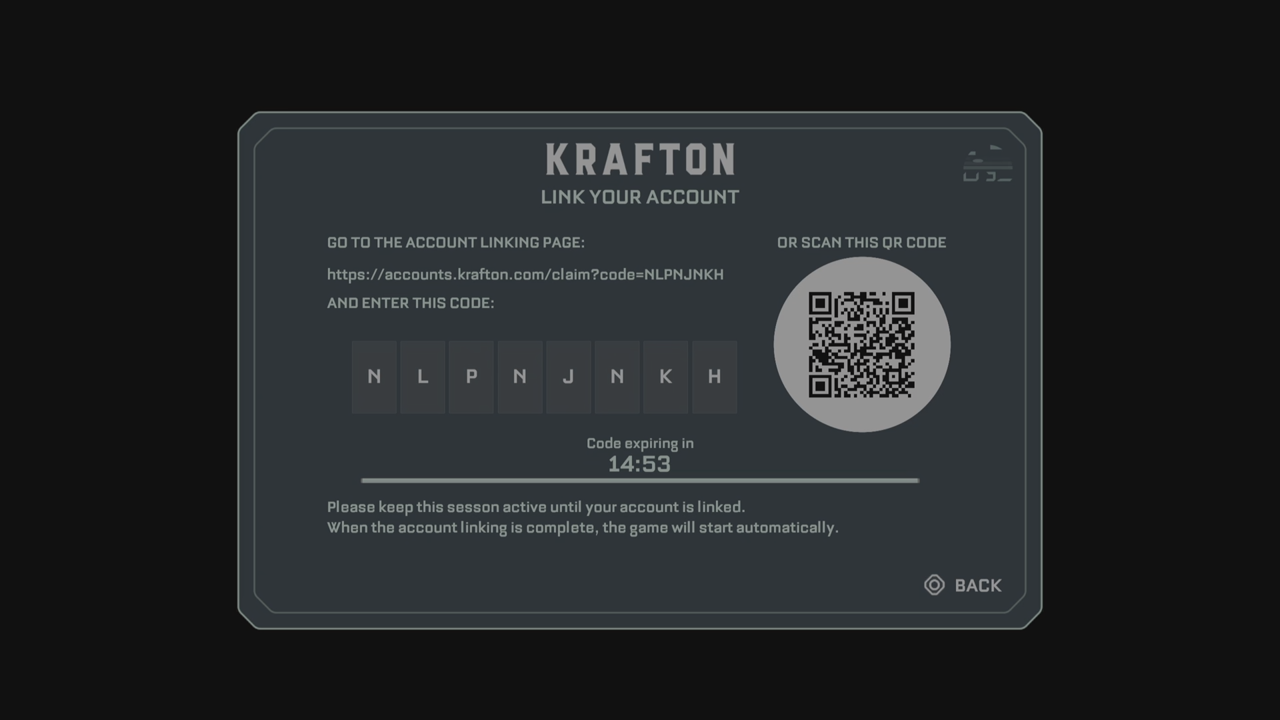 KRAFTON
LINK YOUR ACCOUNT
GO TO THE ACCOUNT LINKING PAGE:
https://accounts.krafton.com/claim?code=NLPNJNKH
AND ENTER THIS CODE:
N L P N J N K H
OR SCAN THIS QR CODE
Code expiring in
14:53
Please keep this session active until your account is linked.
When the account linking is complete, the game will start automatically.
BACK